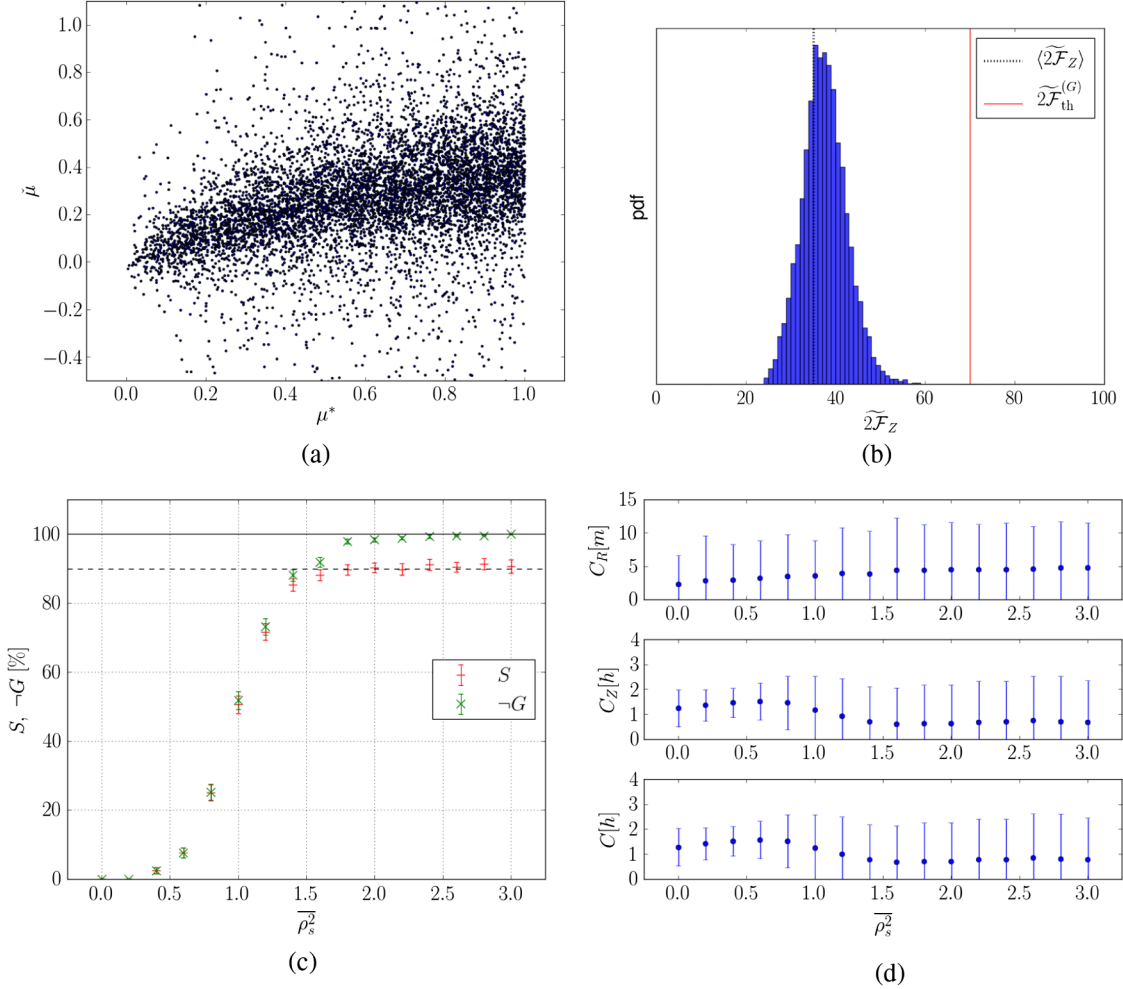 1.0
0.8
0.6
0.4
0.2
0.0
−0.2
−0.4
μ̌
0.0 0.2 0.4 0.6 0.8 1.0
μ*
(a)
pdf
⟨2F̃_Z⟩
2F̃_th^(G)
0 20 40 60 80 100
2F̃_Z
(b)
100
80
60
40
20
0
S, ¬G [%]
S
¬G
0.0 0.5 1.0 1.5 2.0 2.5 3.0
ρ_s^2
(c)
15
10
5
0
C_R[m]
0.0 0.5 1.0 1.5 2.0 2.5 3.0
4
3
2
1
0
C_Z[h]
0.0 0.5 1.0 1.5 2.0 2.5 3.0
4
3
2
1
0
C[h]
0.0 0.5 1.0 1.5 2.0 2.5 3.0
ρ_s^2
(d)